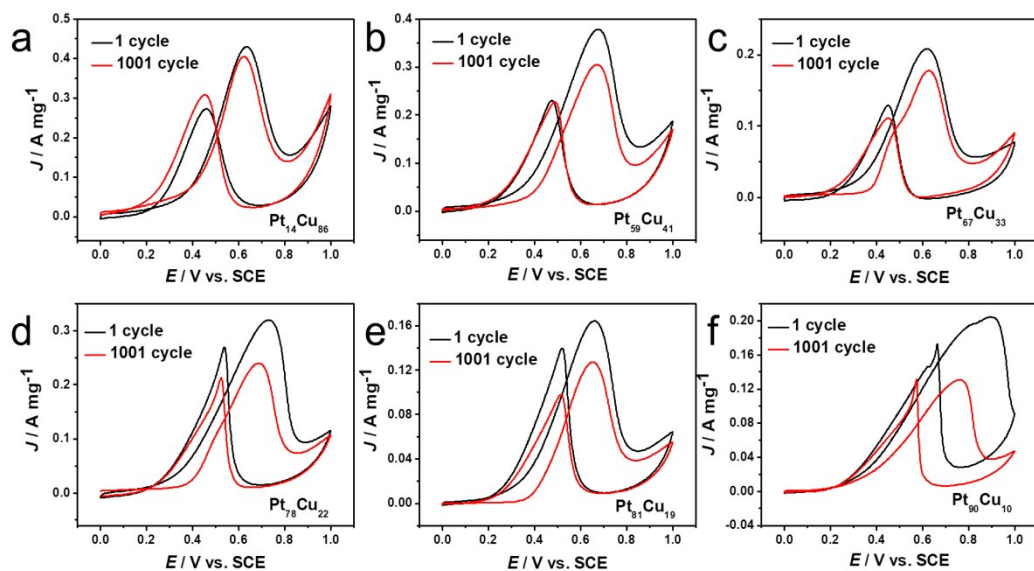 a
1 cycle
1001 cycle
Pt14Cu86
J / A mg-1
0.5
0.4
0.3
0.2
0.1
0.0
0.0 0.2 0.4 0.6 0.8 1.0
E / V vs. SCE
b
1 cycle
1001 cycle
Pt59Cu41
J / A mg-1
0.4
0.3
0.2
0.1
0.0
0.0 0.2 0.4 0.6 0.8 1.0
E / V vs. SCE
c
1 cycle
1001 cycle
Pt67Cu33
J / A mg-1
0.2
0.1
0.0
0.0 0.2 0.4 0.6 0.8 1.0
E / V vs. SCE
d
1 cycle
1001 cycle
Pt78Cu22
J / A mg-1
0.3
0.2
0.1
0.0
0.0 0.2 0.4 0.6 0.8 1.0
E / V vs. SCE
e
1 cycle
1001 cycle
Pt81Cu19
J / A mg-1
0.16
0.12
0.08
0.04
0.00
0.0 0.2 0.4 0.6 0.8 1.0
E / V vs. SCE
f
1 cycle
1001 cycle
Pt90Cu10
J / A mg-1
0.20
0.16
0.12
0.08
0.04
0.00
-0.04
0.0 0.2 0.4 0.6 0.8 1.0
E / V vs. SCE